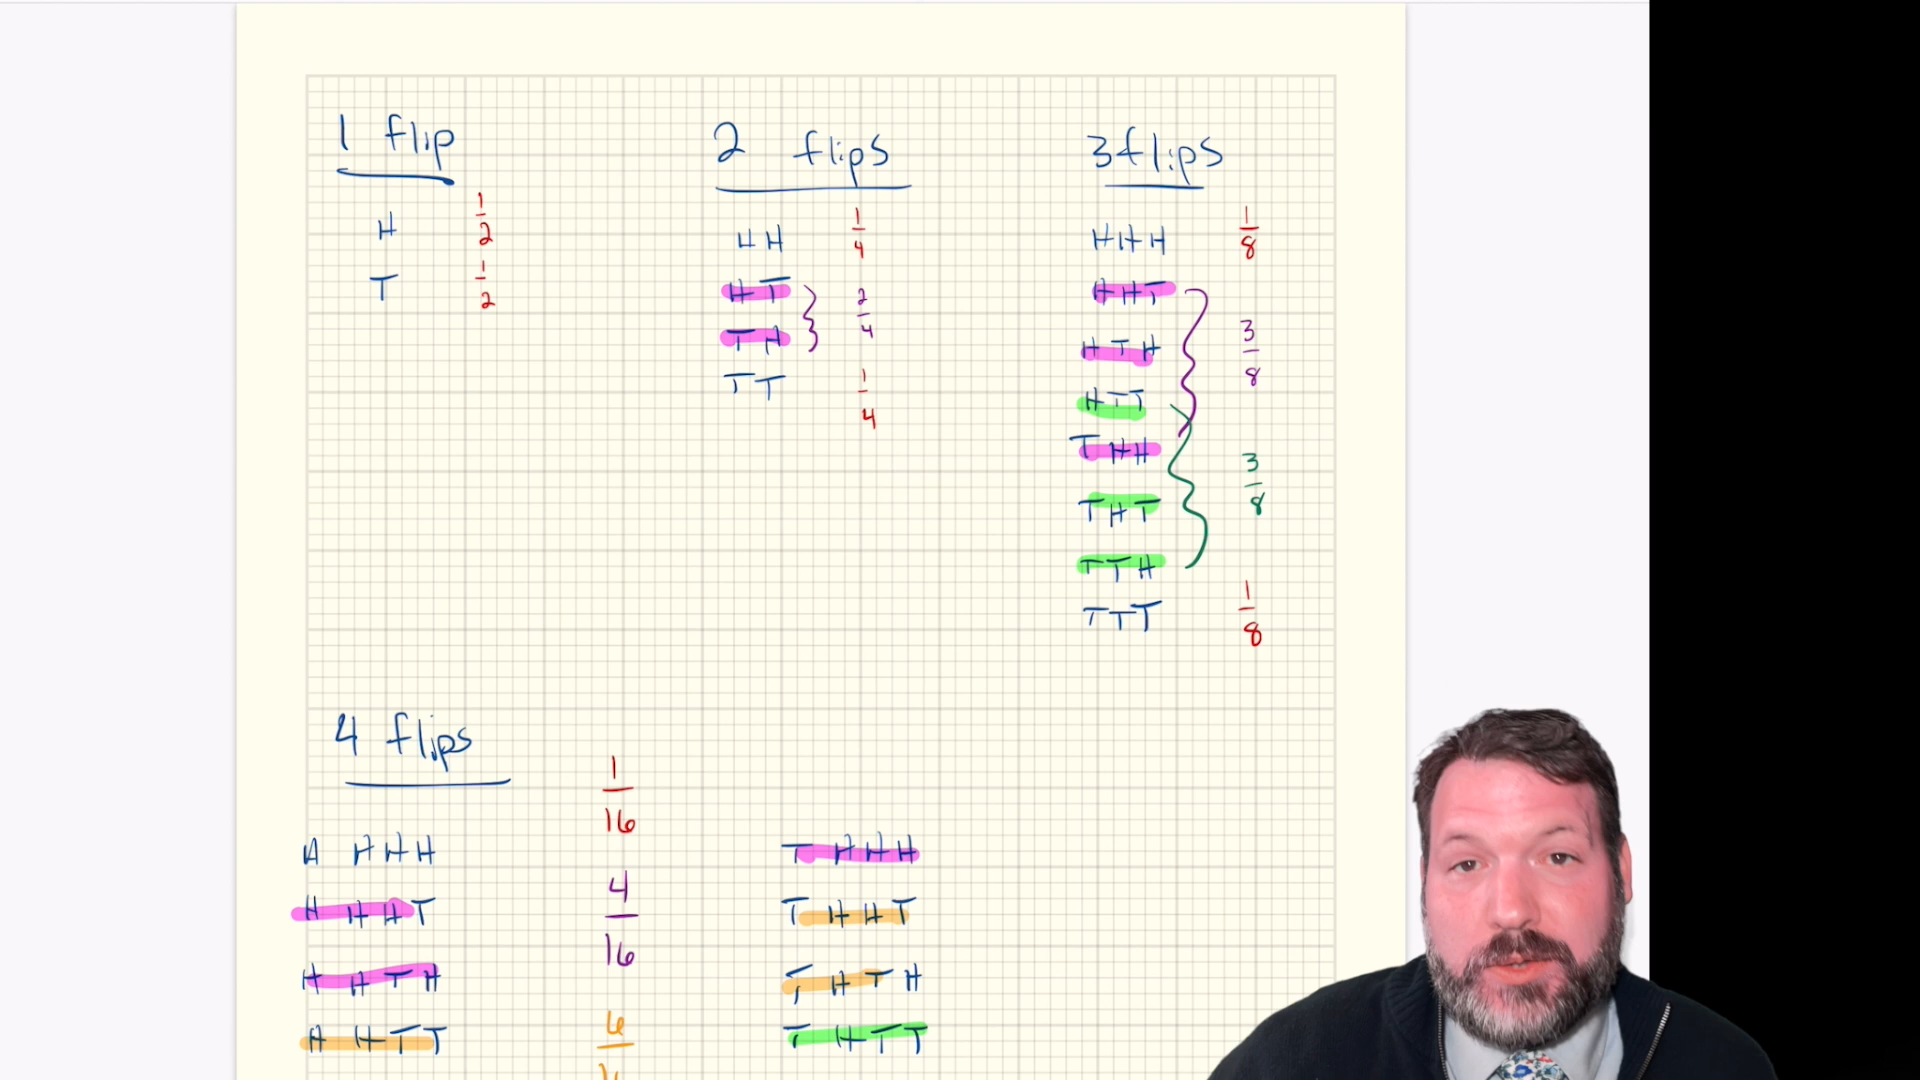 1 flip
H 1/2
T 1/2
2 flips
HH 1/4
HT 2/4
TH
TT 1/4
3 flips
HHH 1/8
HHT
HTH 3/8
HTT
THH
THT 3/8
TTH
TTT 1/8
4 flips
1/16
HHHH
HHHT 4/16
HHTH
HHTT 6
THHH
THHT
THTH
THTT